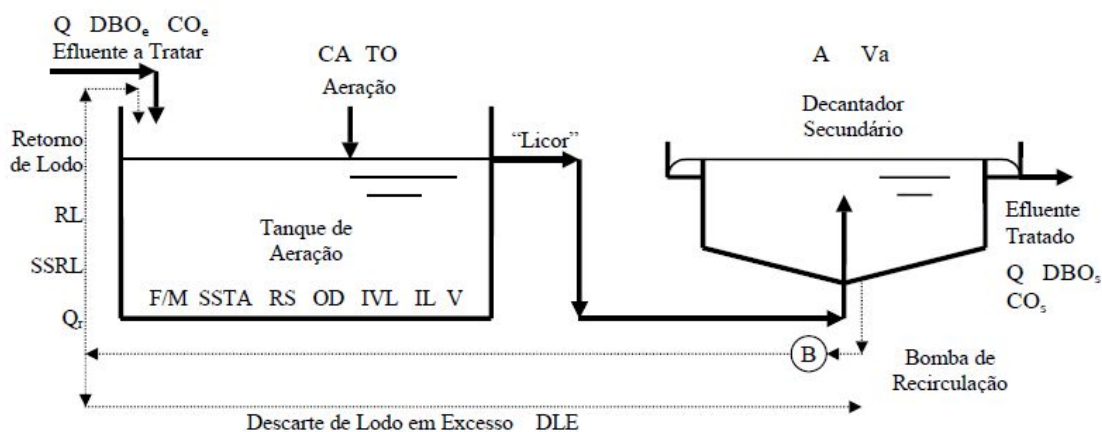 Q DBOₑ COₑ
Efluente a Tratar
CA TO
Aeração
A Va
Decantador
Secundário
Retorno
de Lodo
RL
SSRL
Qᵣ
"Licor"
Tanque de
Aeração
F/M SSTA RS OD IVL IL V
Efluente
Tratado
Q DBOₛ
COₛ
B
Bomba de
Recirculação
Descarte de Lodo em Excesso DLE